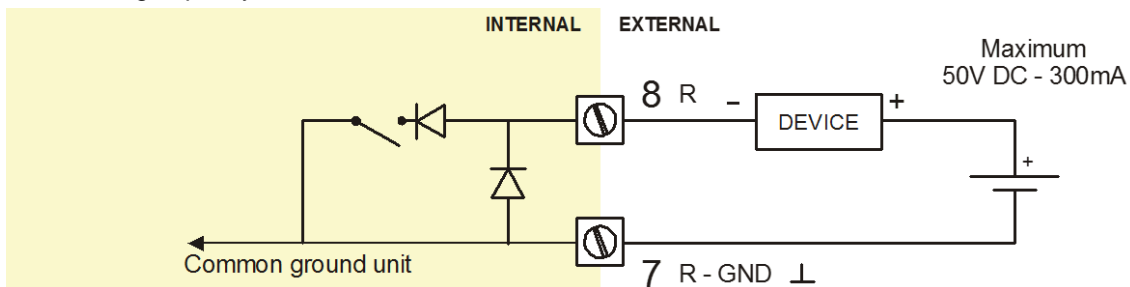 INTERNAL EXTERNAL
Maximum
50V DC - 300mA
8 R - DEVICE +
+
Common ground unit
7 R - GND ⊥